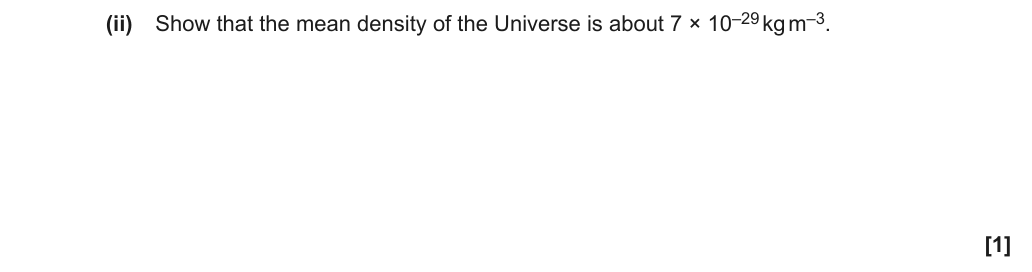 (ii) Show that the mean density of the Universe is about 7 × 10⁻²⁹ kg m⁻³.
[1]